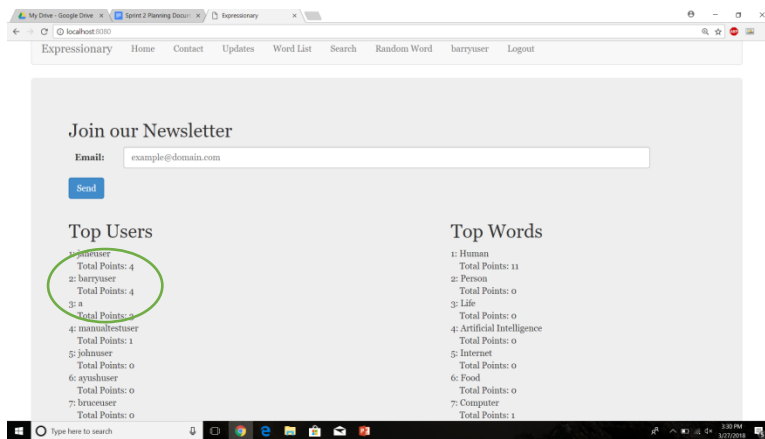 My Drive - Google Drive
Sprint 2 Planning Docum
Expressionary
localhost:8080
Expressionary Home Contact Updates Word List Search Random Word barryuser Logout
Join our Newsletter
Email: example@domain.com
Send
Top Users
1: janeuser
Total Points: 4
2: barryuser
Total Points: 4
3: a
Total Points: 3
4: manualtestuser
Total Points: 1
5: johnuser
Total Points: 0
6: ayushuser
Total Points: 0
7: bruceuser
Total Points: 0
Top Words
1: Human
Total Points: 11
2: Person
Total Points: 0
3: Life
Total Points: 0
4: Artificial Intelligence
Total Points: 0
5: Internet
Total Points: 0
6: Food
Total Points: 0
7: Computer
Total Points: 1
Type here to search
3:30 PM
3/27/2018